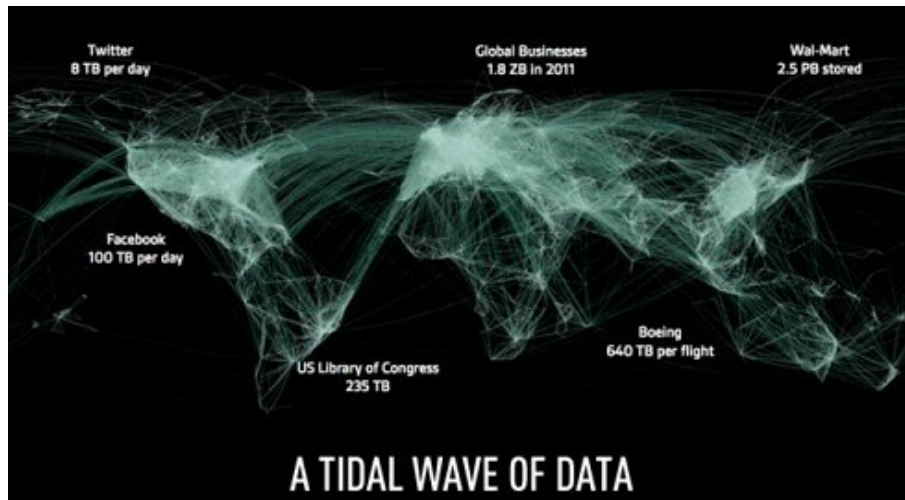 Twitter
8 TB per day
Global Businesses
1.8 ZB in 2011
Wal-Mart
2.5 PB stored
Facebook
100 TB per day
Boeing
640 TB per flight
US Library of Congress
235 TB
A TIDAL WAVE OF DATA